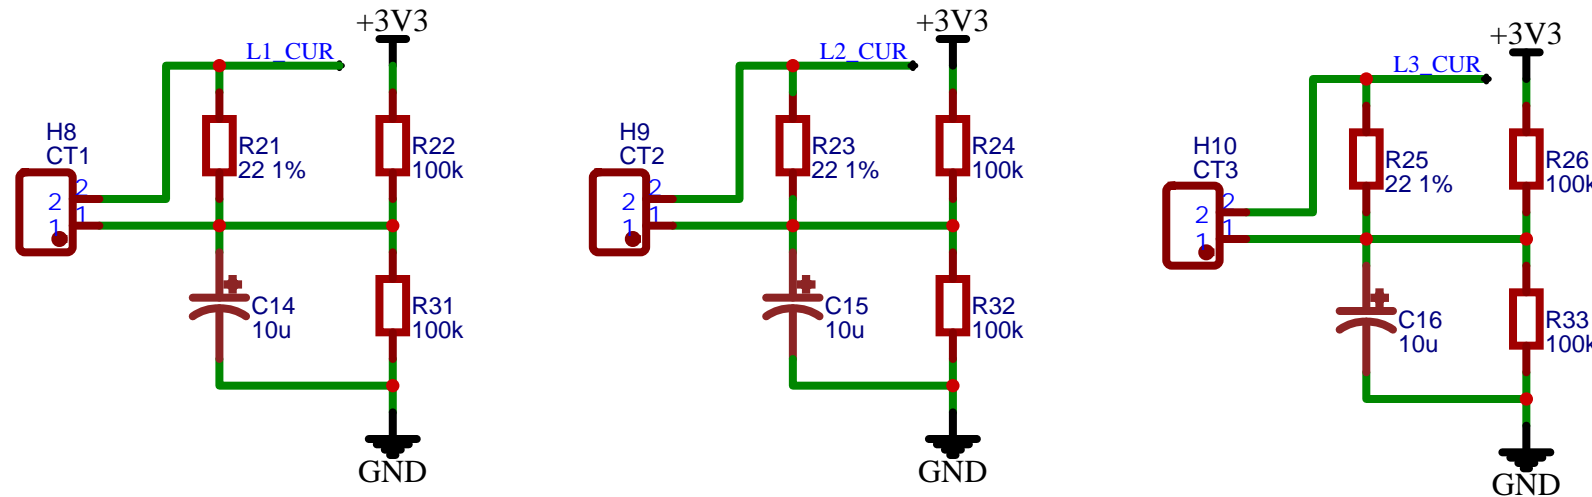 +3V3
L1_CUR
H8
CT1
2
2
1
1
R21
22 1%
R22
100k
C14
10u
R31
100k
GND
+3V3
L2_CUR
H9
CT2
2
2
1
1
R23
22 1%
R24
100k
C15
10u
R32
100k
GND
+3V3
L3_CUR
H10
CT3
2
2
1
1
R25
22 1%
R26
100k
C16
10u
R33
100k
GND